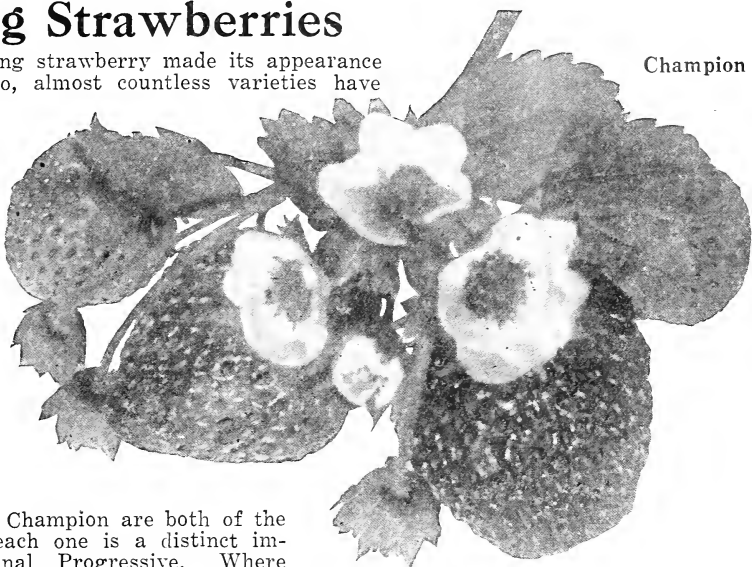 g Strawberries
ng strawberry made its appearance
o, almost countless varieties have
Champion
Champion are both of the
each one is a distinct im-
nal Progressive. Where